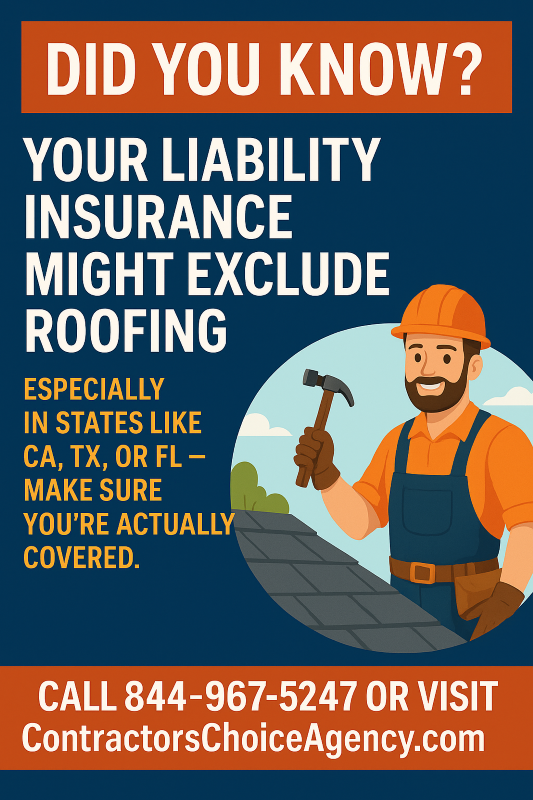 DID YOU KNOW?
YOUR LIABILITY
INSURANCE
MIGHT EXCLUDE
ROOFING
ESPECIALLY
IN STATES LIKE
CA, TX, OR FL –
MAKE SURE
YOU'RE ACTUALLY
COVERED.
CALL 844-967-5247 OR VISIT
ContractorsChoiceAgency.com